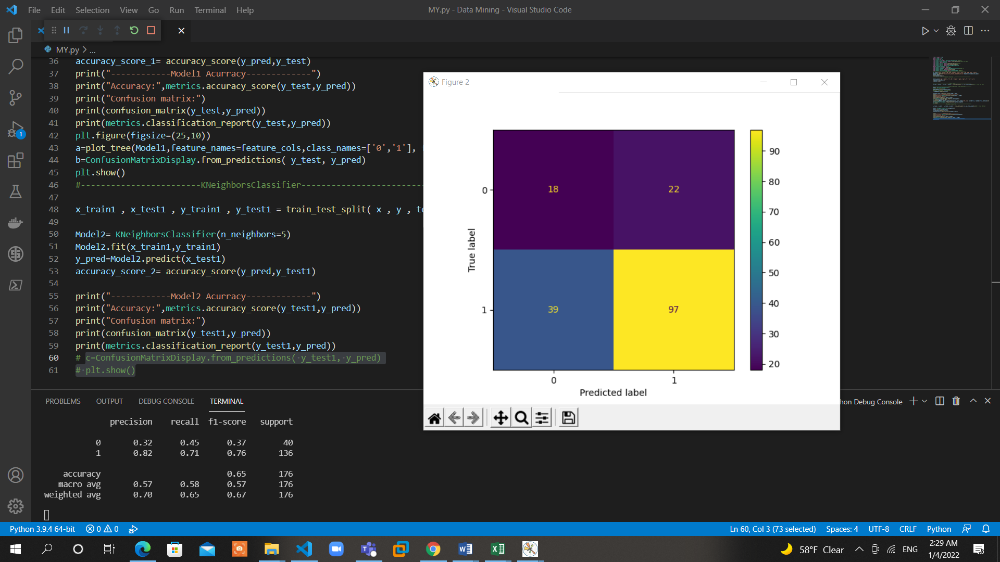 File Edit Selection View Go Run Terminal Help
MY.py - Data Mining - Visual Studio Code
MY.py > ...
36 accuracy_score_1= accuracy_score(y_pred,y_test)
37 print("------------Model1 Acurracy-------------")
38 print("Accuracy:",metrics.accuracy_score(y_test,y_pred))
39 print("Confusion matrix:")
40 print(confusion_matrix(y_test,y_pred))
41 print(metrics.classification_report(y_test,y_pred))
42 plt.figure(figsize=(25,10))
43 a=plot_tree(Model1,feature_names=feature_cols,class_names=['0','1'],
44 b=ConfusionMatrixDisplay.from_predictions( y_test, y_pred)
45 plt.show()
46 #------------------------KNeighborsClassifier-------------------------
47
48 x_train1 , x_test1 , y_train1 , y_test1 = train_test_split( x , y ,
49
50 Model2= KNeighborsClassifier(n_neighbors=5)
51 Model2.fit(x_train1,y_train1)
52 y_pred=Model2.predict(x_test1)
53 accuracy_score_2= accuracy_score(y_pred,y_test1)
54
55 print("------------Model2 Acurracy-------------")
56 print("Accuracy:",metrics.accuracy_score(y_test1,y_pred))
57 print("Confusion matrix:")
58 print(confusion_matrix(y_test1,y_pred))
59 print(metrics.classification_report(y_test1,y_pred))
60 # c=ConfusionMatrixDisplay.from_predictions( y_test1, y_pred)
61 # plt.show()
1
Figure 2
18 22
39 97
0
1
True label
0 1
Predicted label
90
80
70
60
50
40
30
20
PROBLEMS OUTPUT DEBUG CONSOLE TERMINAL
Debug Console
precision recall f1-score support
0 0.32 0.45 0.37 40
1 0.82 0.71 0.76 136
accuracy 0.65 176
macro avg 0.57 0.58 0.57 176
weighted avg 0.70 0.65 0.67 176
Python 3.9.4 64-bit 0 0
Ln 60, Col 3 (73 selected) Spaces: 4 UTF-8 CRLF Python
58°F Clear ENG
2:29 AM
1/4/2022